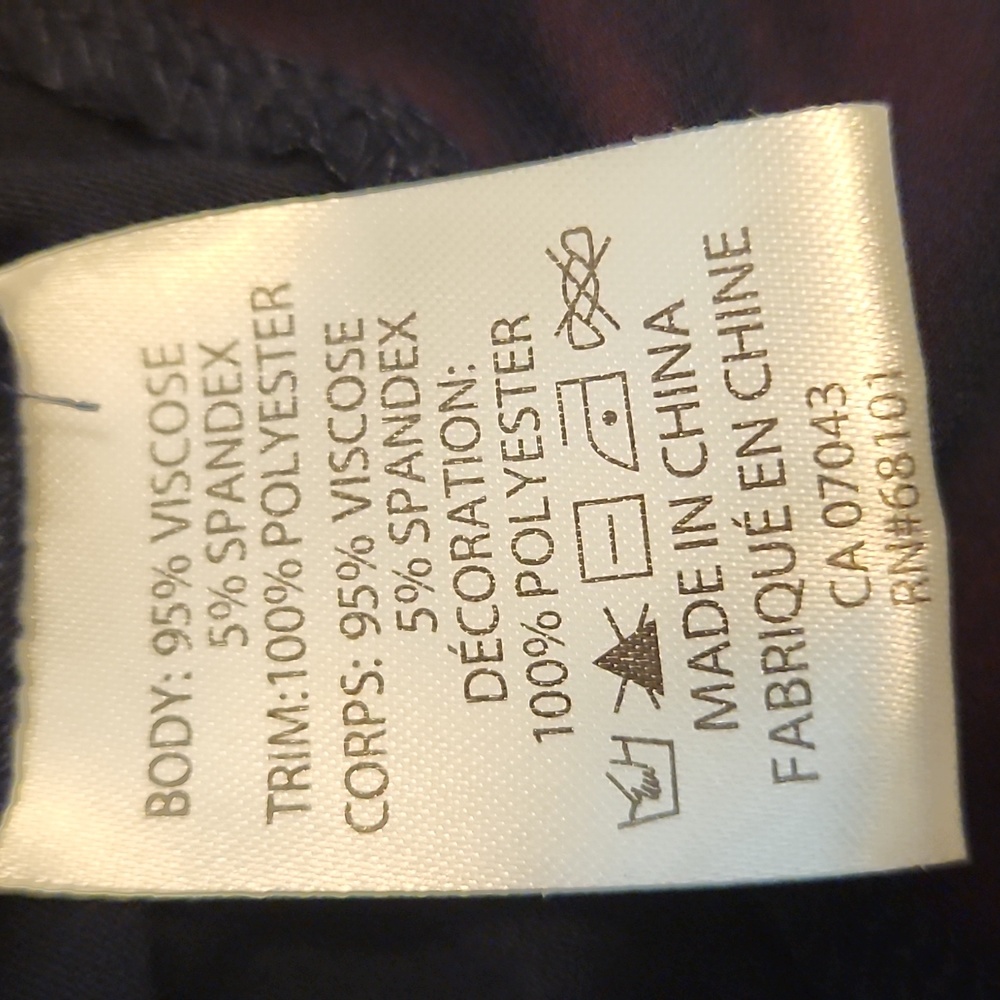 BODY: 95% VISCOSE
5% SPANDEX
TRIM:100% POLYESTER
CORPS: 95% VISCOSE
5% SPANDEX
DÉCORATION:
100% POLYESTER
MADE IN CHINA
FABRIQUÉ EN CHINE
CA 07043
RN#68101